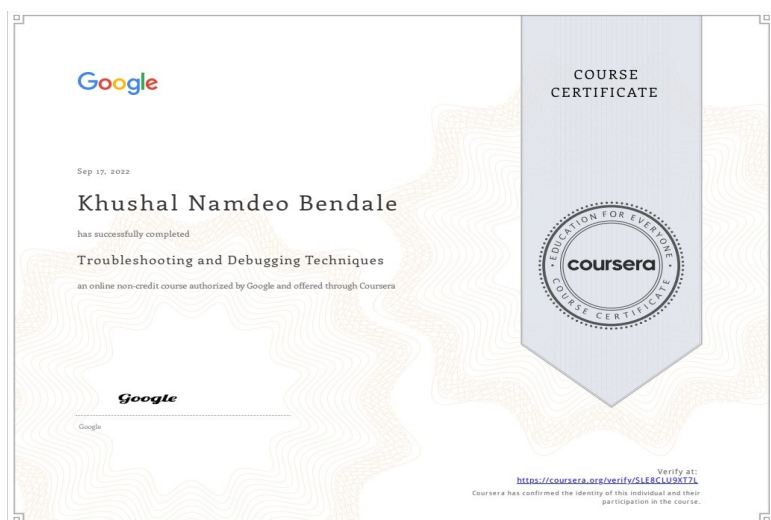 Google
COURSE
CERTIFICATE
Sep 17, 2022
Khushal Namdeo Bendale
has successfully completed
Troubleshooting and Debugging Techniques
an online non-credit course authorized by Google and offered through Coursera
EDUCATION FOR EVERYONE
coursera
COURSE CERTIFICATE
Google
Google
Verify at:
https://coursera.org/verify/SLE8CLU9XT7L
Coursera has confirmed the identity of this individual and their
participation in the course.